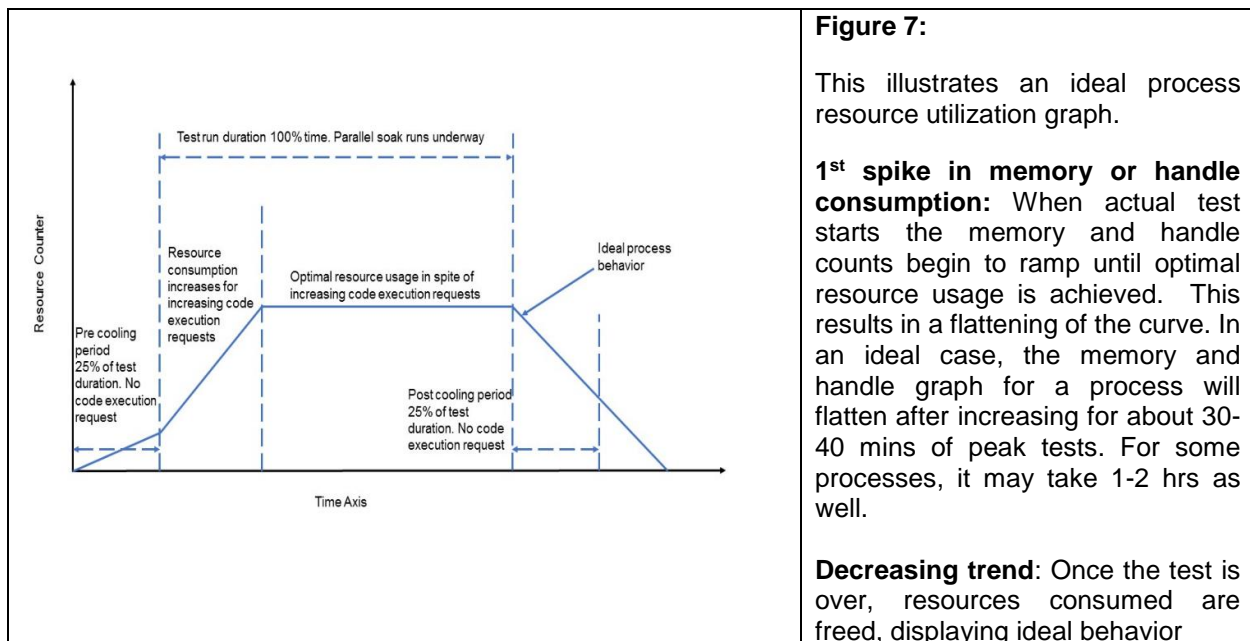 Resource Counter
Test run duration 100% time. Parallel soak runs underway
Pre cooling
period
25% of test
duration. No
code execution
request
Resource
consumption
increases for
increasing code
execution
requests
Optimal resource usage in spite of
increasing code execution requests
Ideal process
behavior
Post cooling period
25% of test
duration. No code
execution request
Time Axis
Figure 7:
This illustrates an ideal process
resource utilization graph.
1st spike in memory or handle
consumption: When actual test
starts the memory and handle
counts begin to ramp until optimal
resource usage is achieved. This
results in a flattening of the curve. In
an ideal case, the memory and
handle graph for a process will
flatten after increasing for about 30-
40 mins of peak tests. For some
processes, it may take 1-2 hrs as
well.
Decreasing trend: Once the test is
over, resources consumed are
freed, displaying ideal behavior